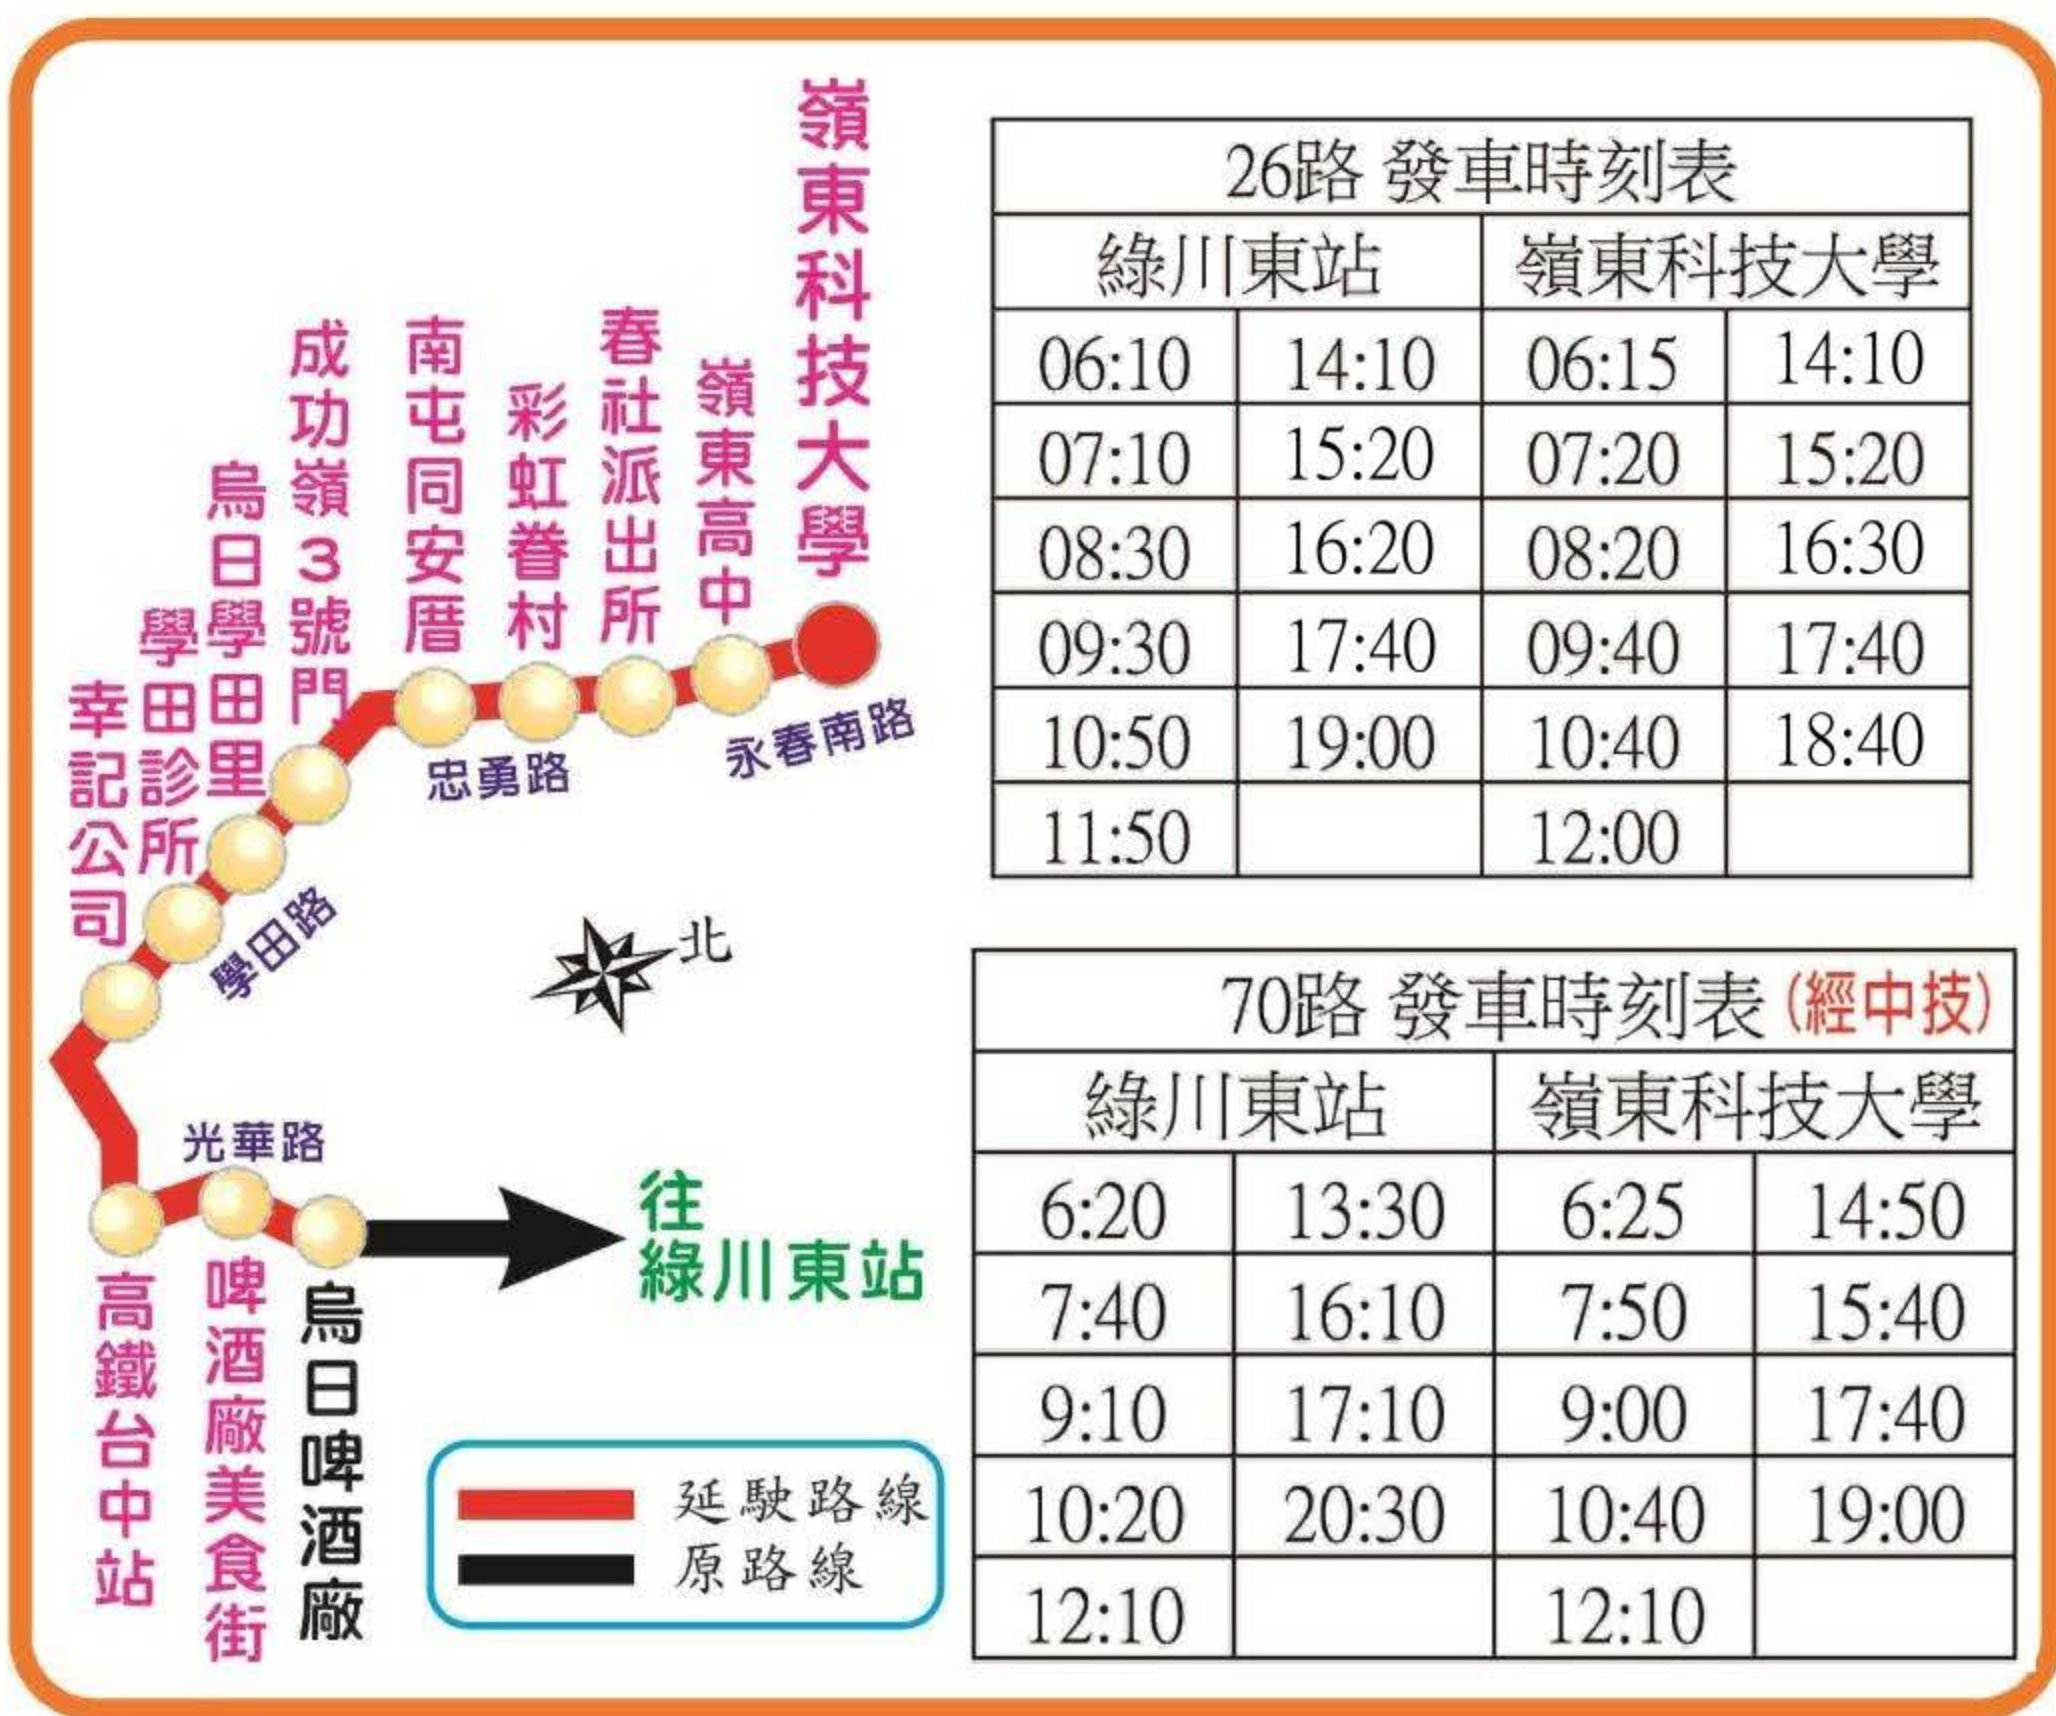 嶺東科技大學
嶺東高中
春社派出所
彩虹眷村
南屯同安厝
成功嶺3號門
烏日學田里
學田診所
幸記公司
永春南路
忠勇路
學田路
北
光華路
高鐵台中站
啤酒廠美食街
烏日啤酒廠
往
綠川東站
延駛路線
原路線
26路 發車時刻表
綠川東站 嶺東科技大學
06:10 14:10 06:15 14:10
07:10 15:20 07:20 15:20
08:30 16:20 08:20 16:30
09:30 17:40 09:40 17:40
10:50 19:00 10:40 18:40
11:50 12:00
70路 發車時刻表 (經中技)
綠川東站 嶺東科技大學
6:20 13:30 6:25 14:50
7:40 16:10 7:50 15:40
9:10 17:10 9:00 17:40
10:20 20:30 10:40 19:00
12:10 12:10